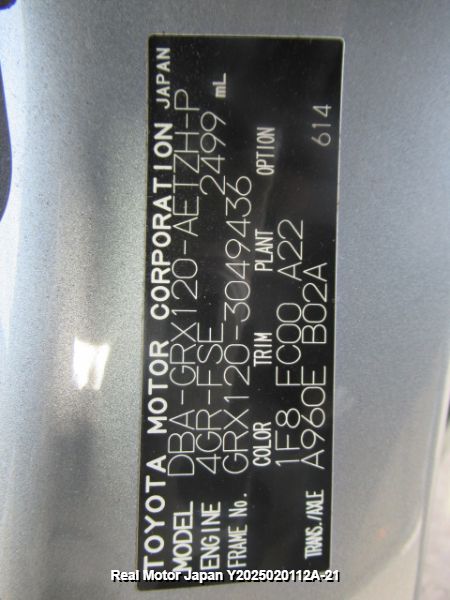 TOYOTA MOTOR CORPORATION JAPAN
MODEL DBA-GRX120-AETZH-P
ENGINE 4GR-FSE 2499 mL
FRAME No. GRX120-3049436
COLOR TRIM PLANT OPTION
1F8 FC00 A22
TRANS./AXLE A960E B02A 614
Real Motor Japan Y2025020112A-21